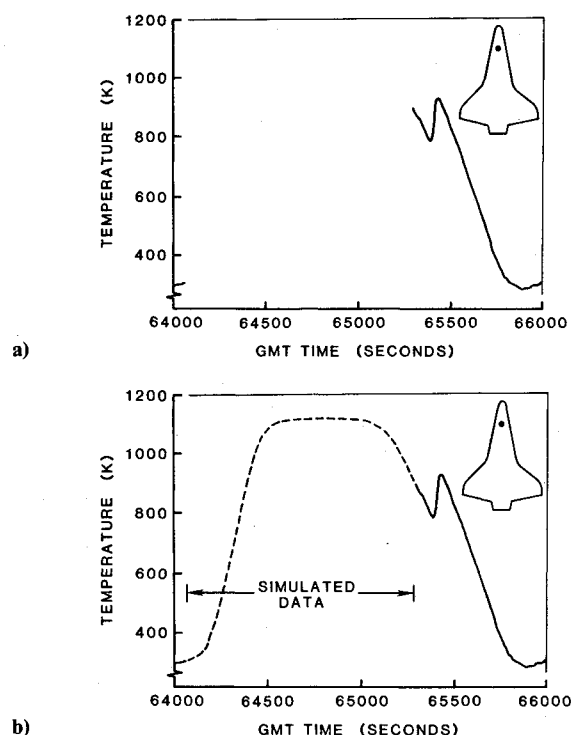 1200
1000
800
600
400
TEMPERATURE (K)
64000 64500 65000 65500 66000
GMT TIME (SECONDS)
a)
1200
1000
800
600
400
TEMPERATURE (K)
SIMULATED
DATA
64000 64500 65000 65500 66000
GMT TIME (SECONDS)
b)